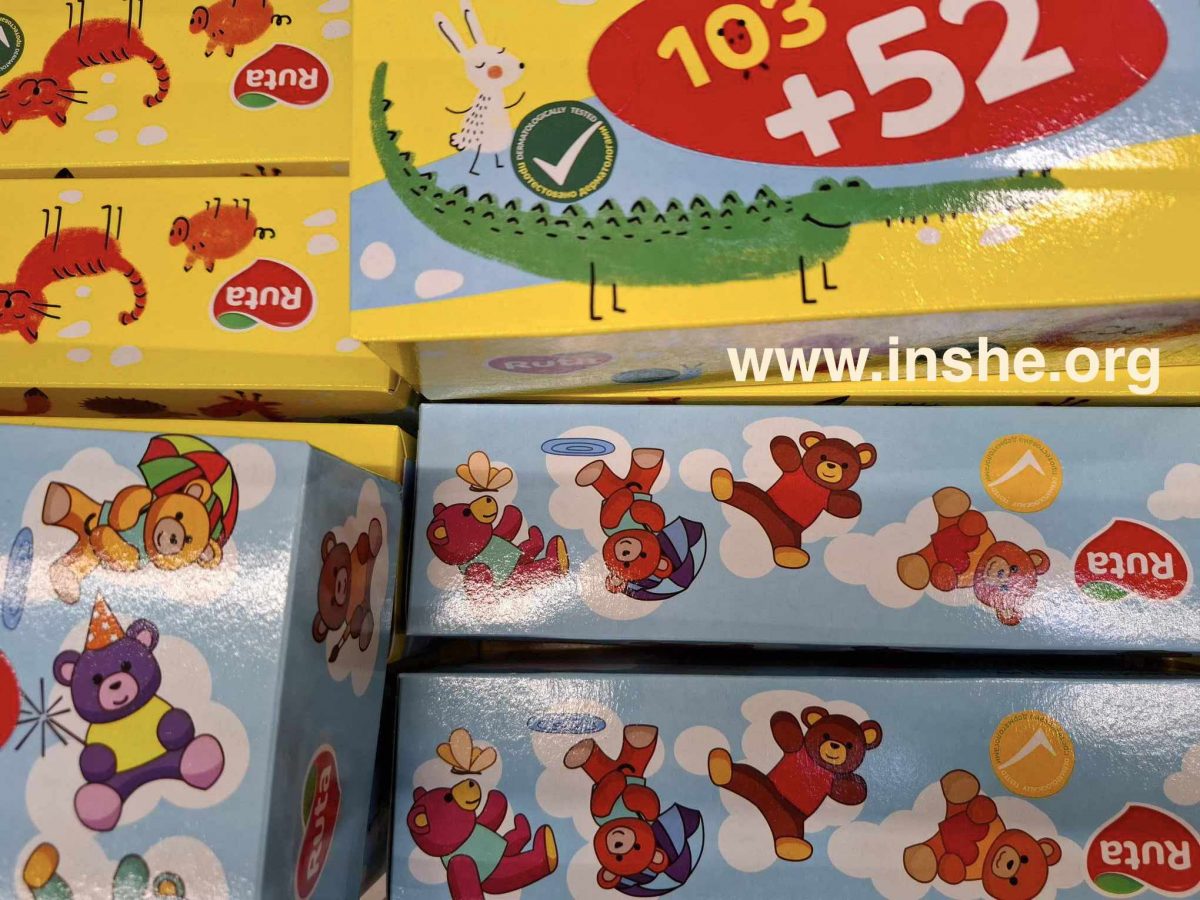 Ruta
103
+52
DERMATOLOGICALLY TESTED
протестовано дерматологами
Ruta
Ruta
www.inshe.org
Ruta
Ruta
Ruta